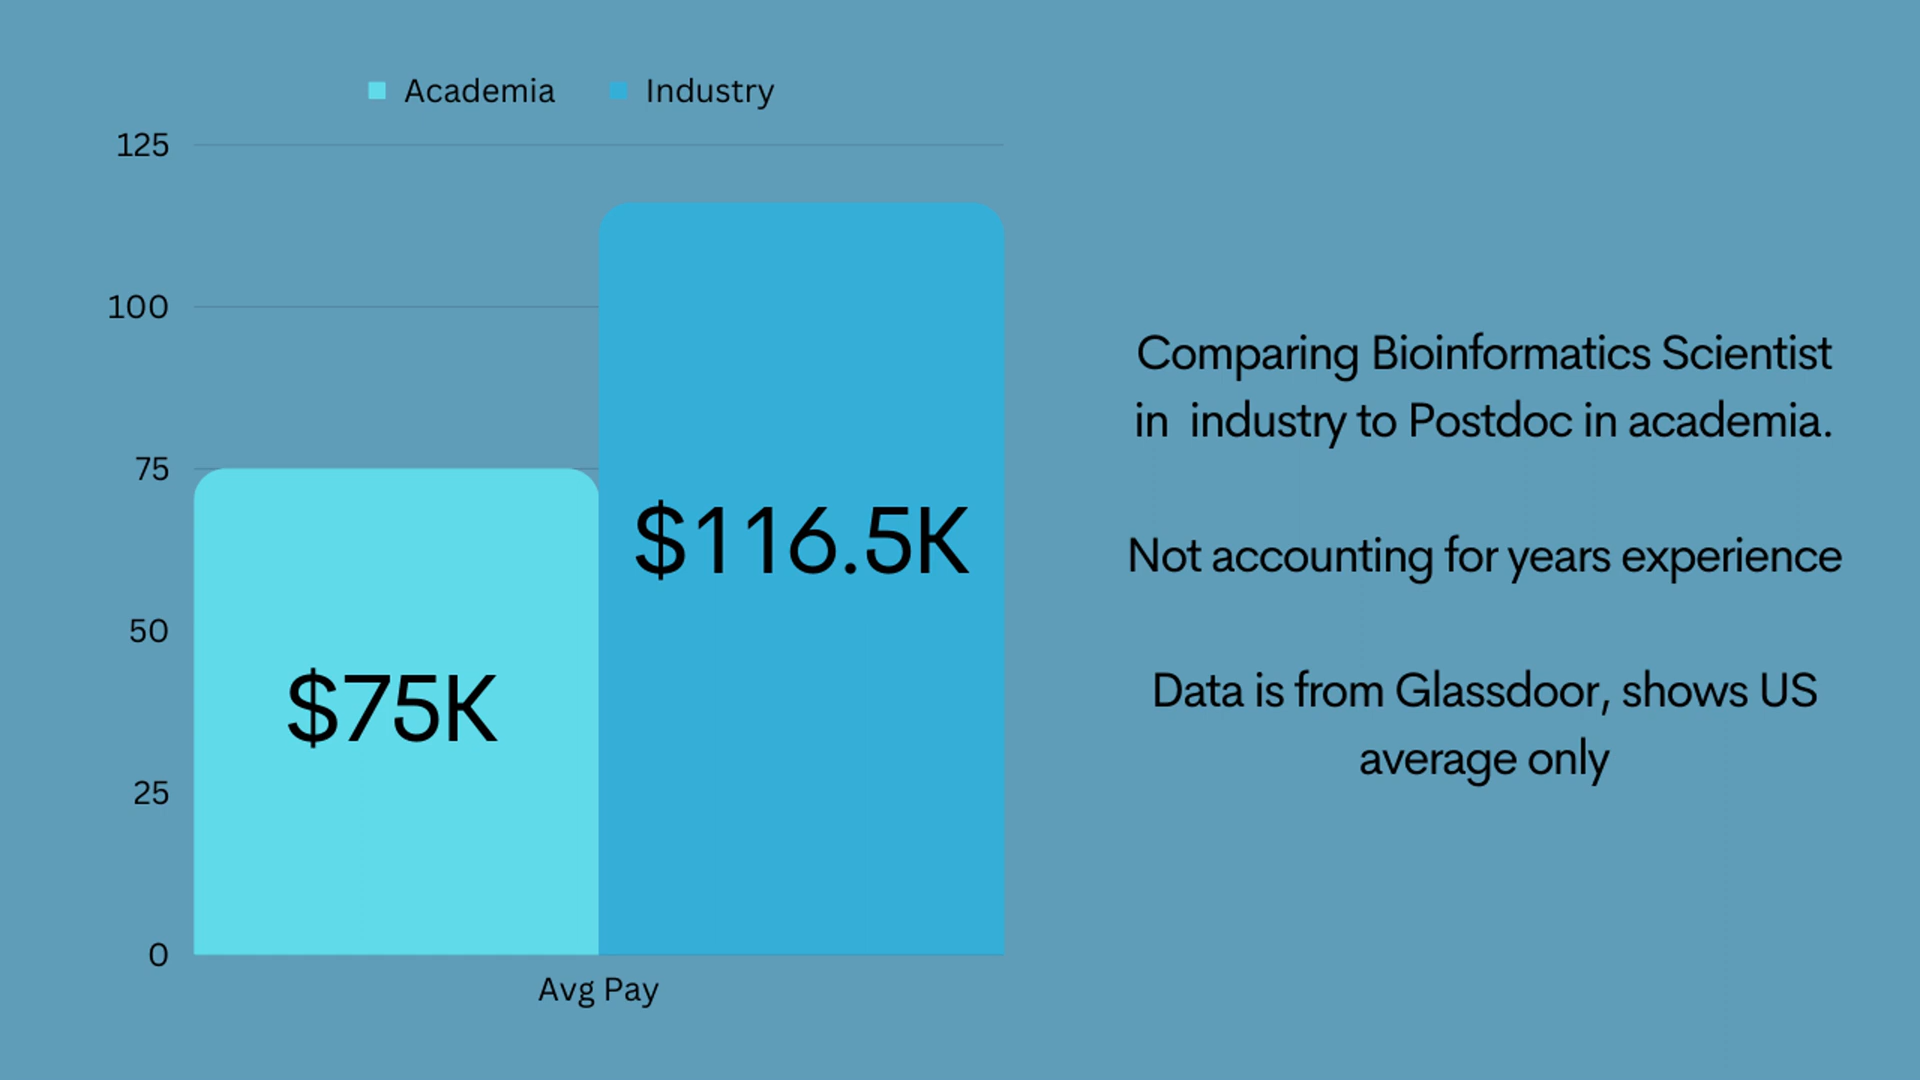 Academia
Industry
125
100
75
50
25
0
$75K
$116.5K
Avg Pay
Comparing Bioinformatics Scientist
in  industry to Postdoc in academia.
Not accounting for years experience
Data is from Glassdoor, shows US
average only